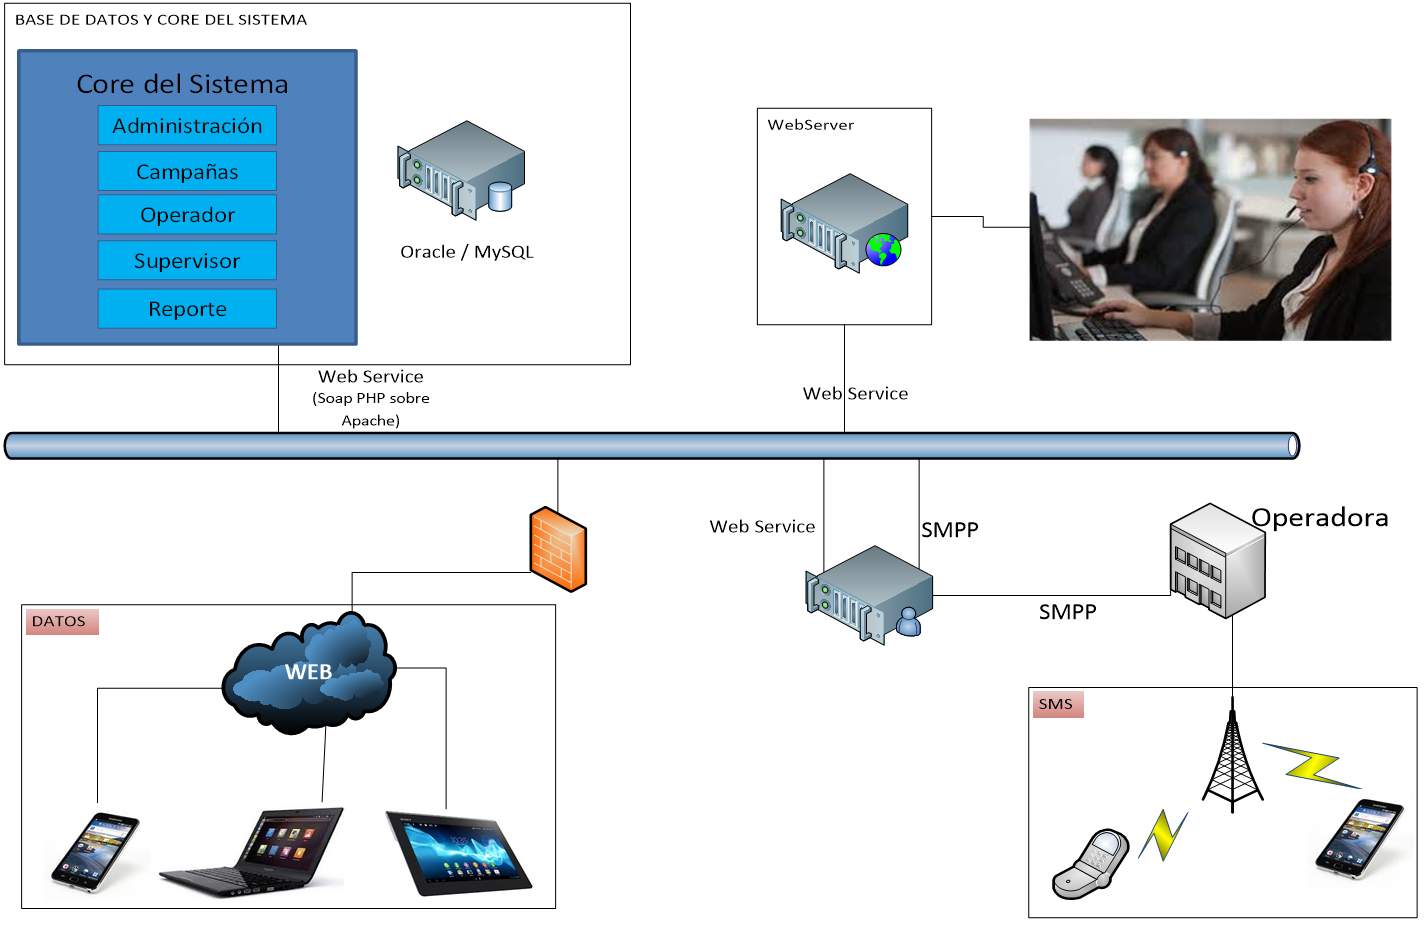 BASE DE DATOS Y CORE DEL SISTEMA
Core del Sistema
Administración
Campañas
Operador
Supervisor
Reporte
Oracle / MySQL
WebServer
Web Service
(Soap PHP sobre
Apache)
Web Service
Web Service
SMPP
Operadora
SMPP
DATOS
WEB
SMS